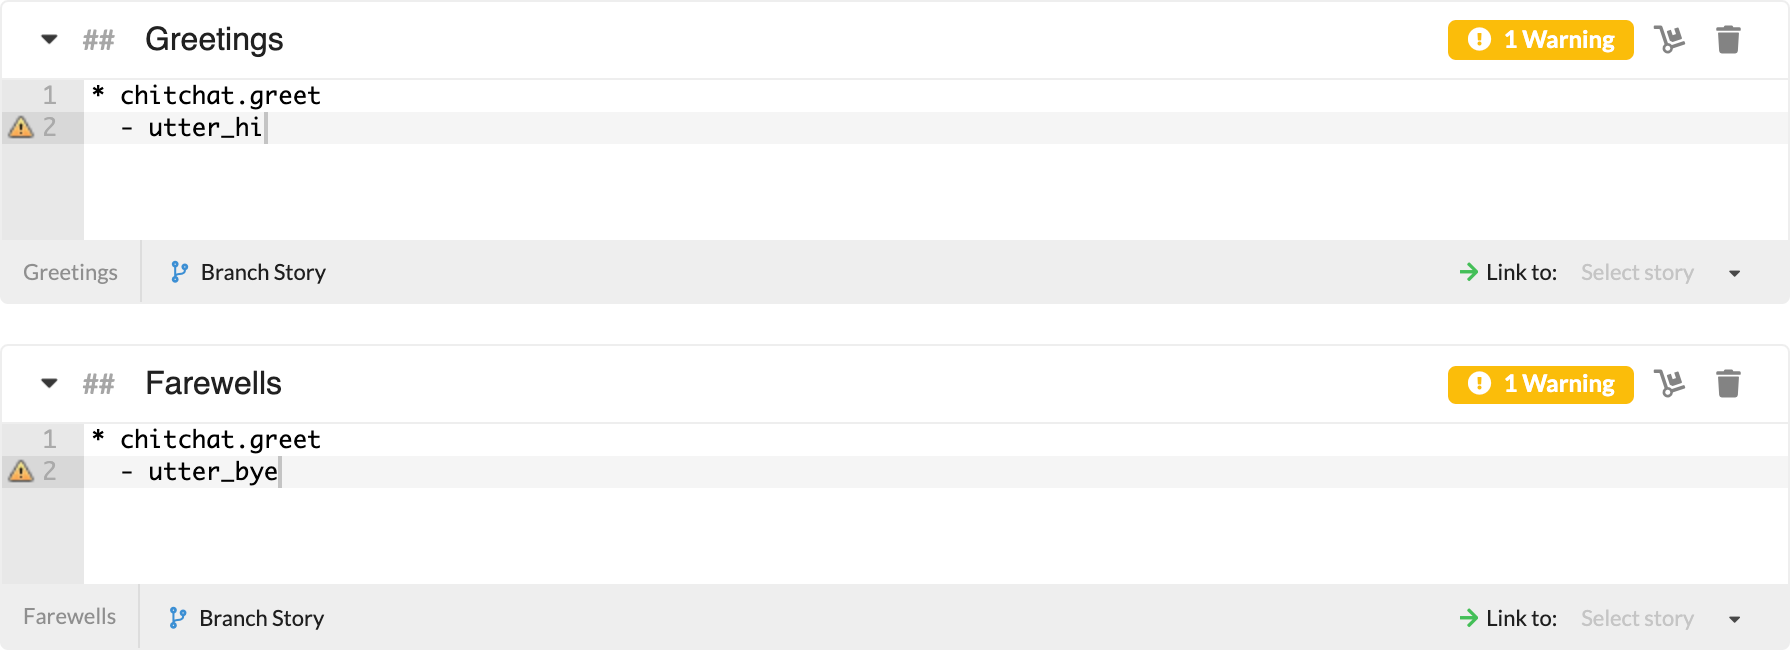 ## Greetings
1 Warning
1 * chitchat.greet
2 - utter_hi
Greetings
Branch Story
Link to: Select story
## Farewells
1 Warning
1 * chitchat.greet
2 - utter_bye
Farewells
Branch Story
Link to: Select story